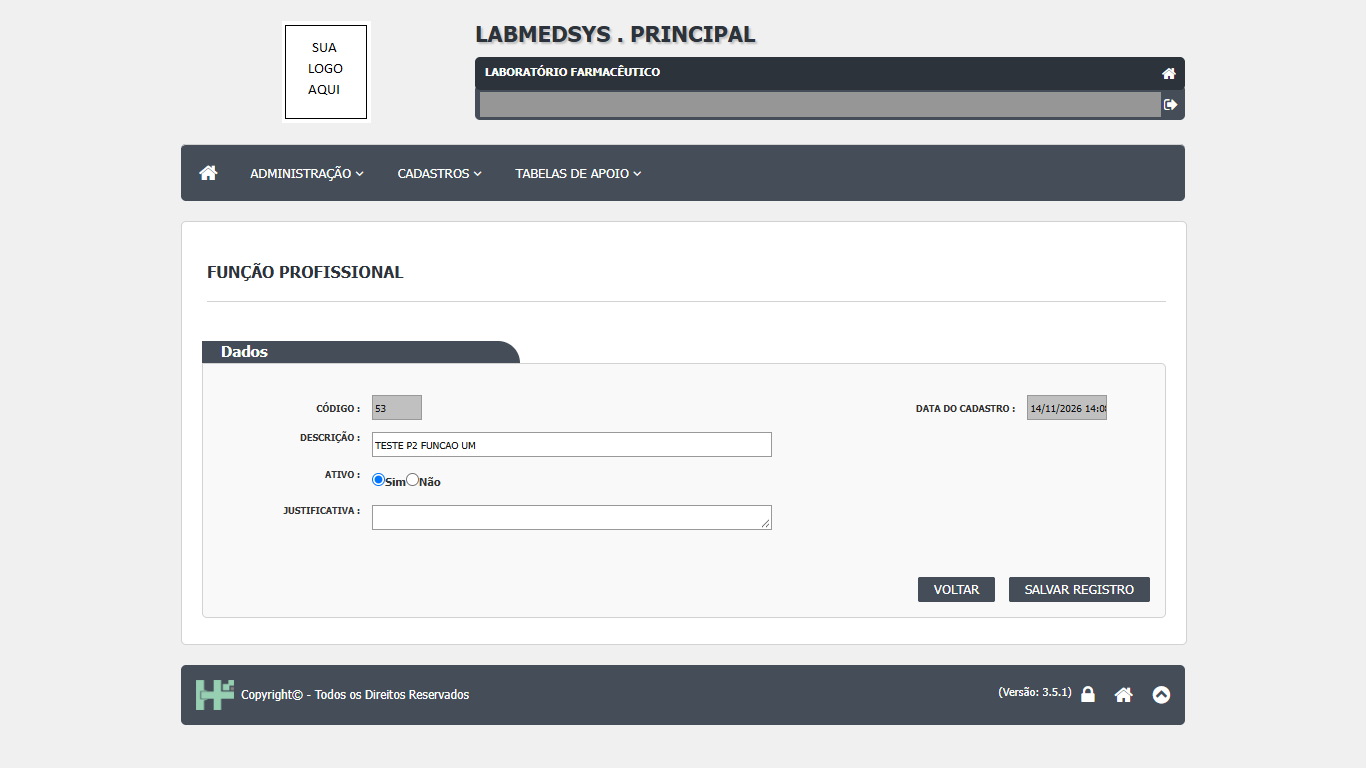 SUA
LOGO
AQUI
LABMEDSYS . PRINCIPAL
LABORATÓRIO FARMACÊUTICO
ADMINISTRAÇÃO
CADASTROS
TABELAS DE APOIO
FUNÇÃO PROFISSIONAL
Dados
CÓDIGO : 53
DATA DO CADASTRO : 14/11/2026 14:0
DESCRIÇÃO : TESTE P2 FUNCAO UM
ATIVO : Sim Não
JUSTIFICATIVA :
VOLTAR
SALVAR REGISTRO
Copyright© - Todos os Direitos Reservados
(Versão: 3.5.1)